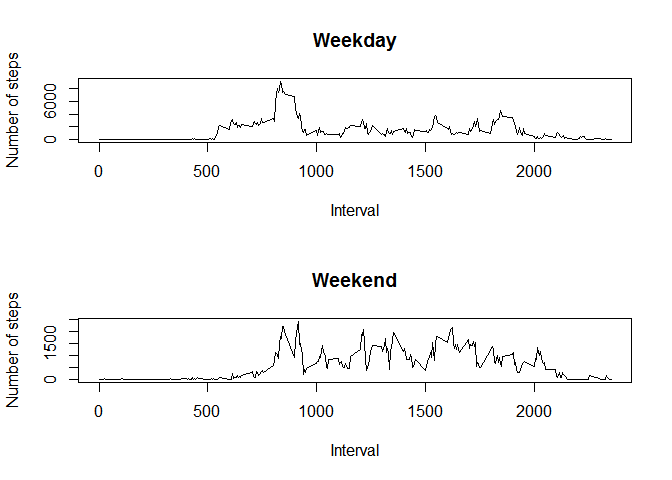 Weekday
Number of steps
6000
0
0 500 1000 1500 2000
Interval
Weekend
Number of steps
1500
0
0 500 1000 1500 2000
Interval